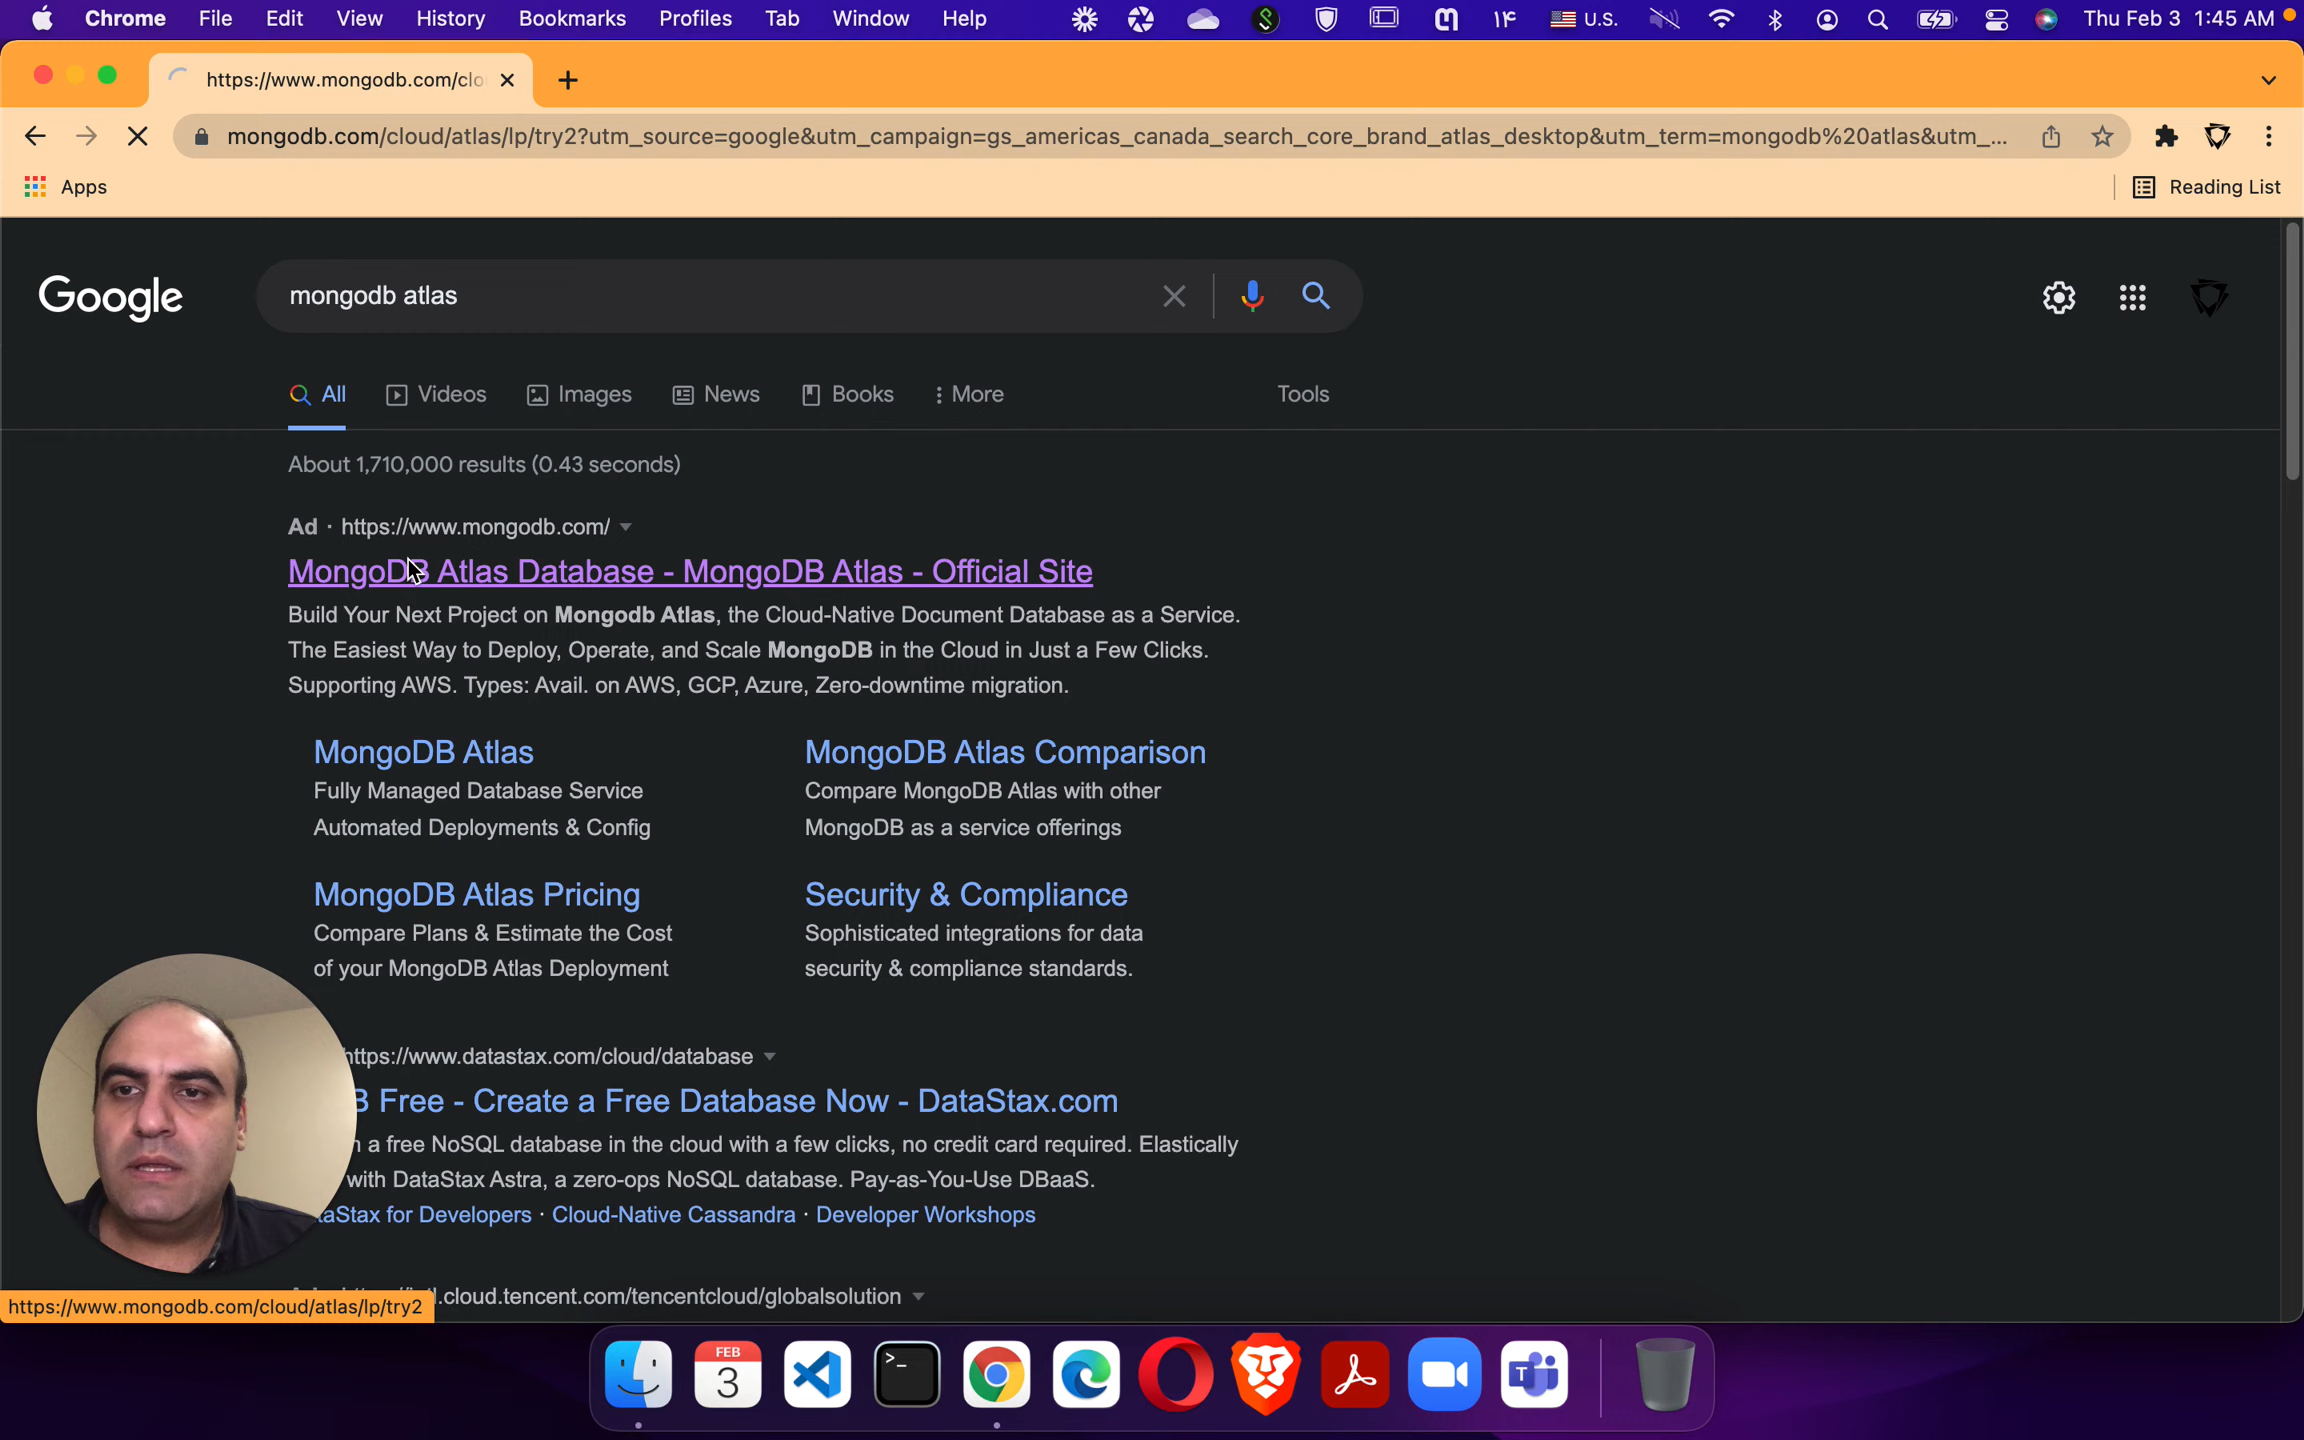 Chrome File Edit View History Bookmarks Profiles Tab Window Help ۱۴ U.S. Thu Feb 3 1:45 AM
https://www.mongodb.com/clo
mongodb.com/cloud/atlas/lp/try2?utm_source=google&utm_campaign=gs_americas_canada_search_core_brand_atlas_desktop&utm_term=mongodb%20atlas&utm_...
Apps Reading List
Google mongodb atlas
All Videos Images News Books More Tools
About 1,710,000 results (0.43 seconds)
Ad · https://www.mongodb.com/
MongoDB Atlas Database - MongoDB Atlas - Official Site
Build Your Next Project on Mongodb Atlas, the Cloud-Native Document Database as a Service.
The Easiest Way to Deploy, Operate, and Scale MongoDB in the Cloud in Just a Few Clicks.
Supporting AWS. Types: Avail. on AWS, GCP, Azure, Zero-downtime migration.
MongoDB Atlas
Fully Managed Database Service
Automated Deployments & Config
MongoDB Atlas Comparison
Compare MongoDB Atlas with other
MongoDB as a service offerings
MongoDB Atlas Pricing
Compare Plans & Estimate the Cost
of your MongoDB Atlas Deployment
Security & Compliance
Sophisticated integrations for data
security & compliance standards.
https://www.datastax.com/cloud/database
B Free - Create a Free Database Now - DataStax.com
a free NoSQL database in the cloud with a few clicks, no credit card required. Elastically
with DataStax Astra, a zero-ops NoSQL database. Pay-as-You-Use DBaaS.
aStax for Developers · Cloud-Native Cassandra · Developer Workshops
.cloud.tencent.com/tencentcloud/globalsolution
https://www.mongodb.com/cloud/atlas/lp/try2
FEB
3